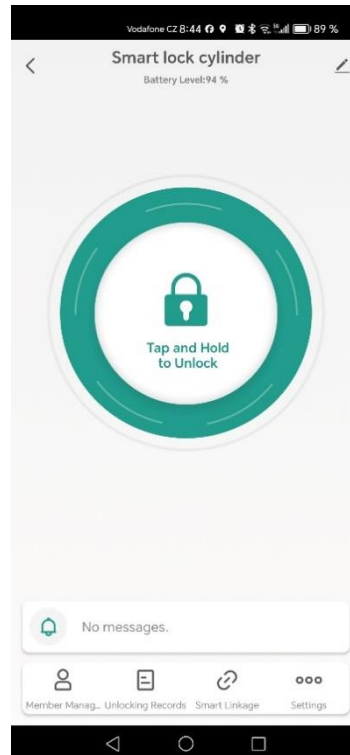 Vodafone CZ 8:44 89 %
Smart lock cylinder
Battery Level:94 %
Tap and Hold
to Unlock
No messages.
Member Manag... Unlocking Records Smart Linkage Settings